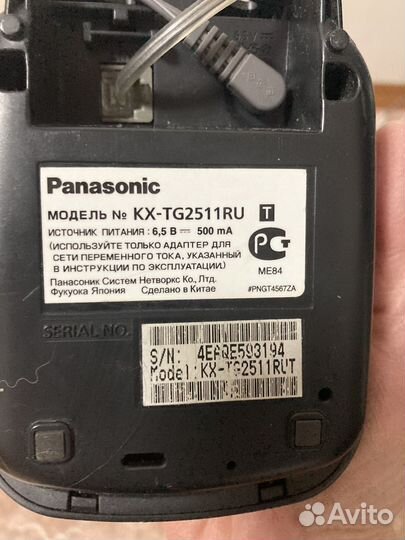 Panasonic
МОДЕЛЬ № KX-TG2511RU T
ИСТОЧНИК ПИТАНИЯ : 6,5 В ⎓ 500 mA
(ИСПОЛЬЗУЙТЕ ТОЛЬКО АДАПТЕР ДЛЯ
СЕТИ ПЕРЕМЕННОГО ТОКА, УКАЗАННЫЙ
В ИНСТРУКЦИИ ПО ЭКСПЛУАТАЦИИ)
Панасоник Систем Нетворкс Ко., Лтд.
Фукуока Япония Сделано в Китае
РСТ
МЕ84
#PNGT4567ZA
SERIAL NO.
S/N: 4EAQE593194
Model: KX-TG2511RUT
Avito